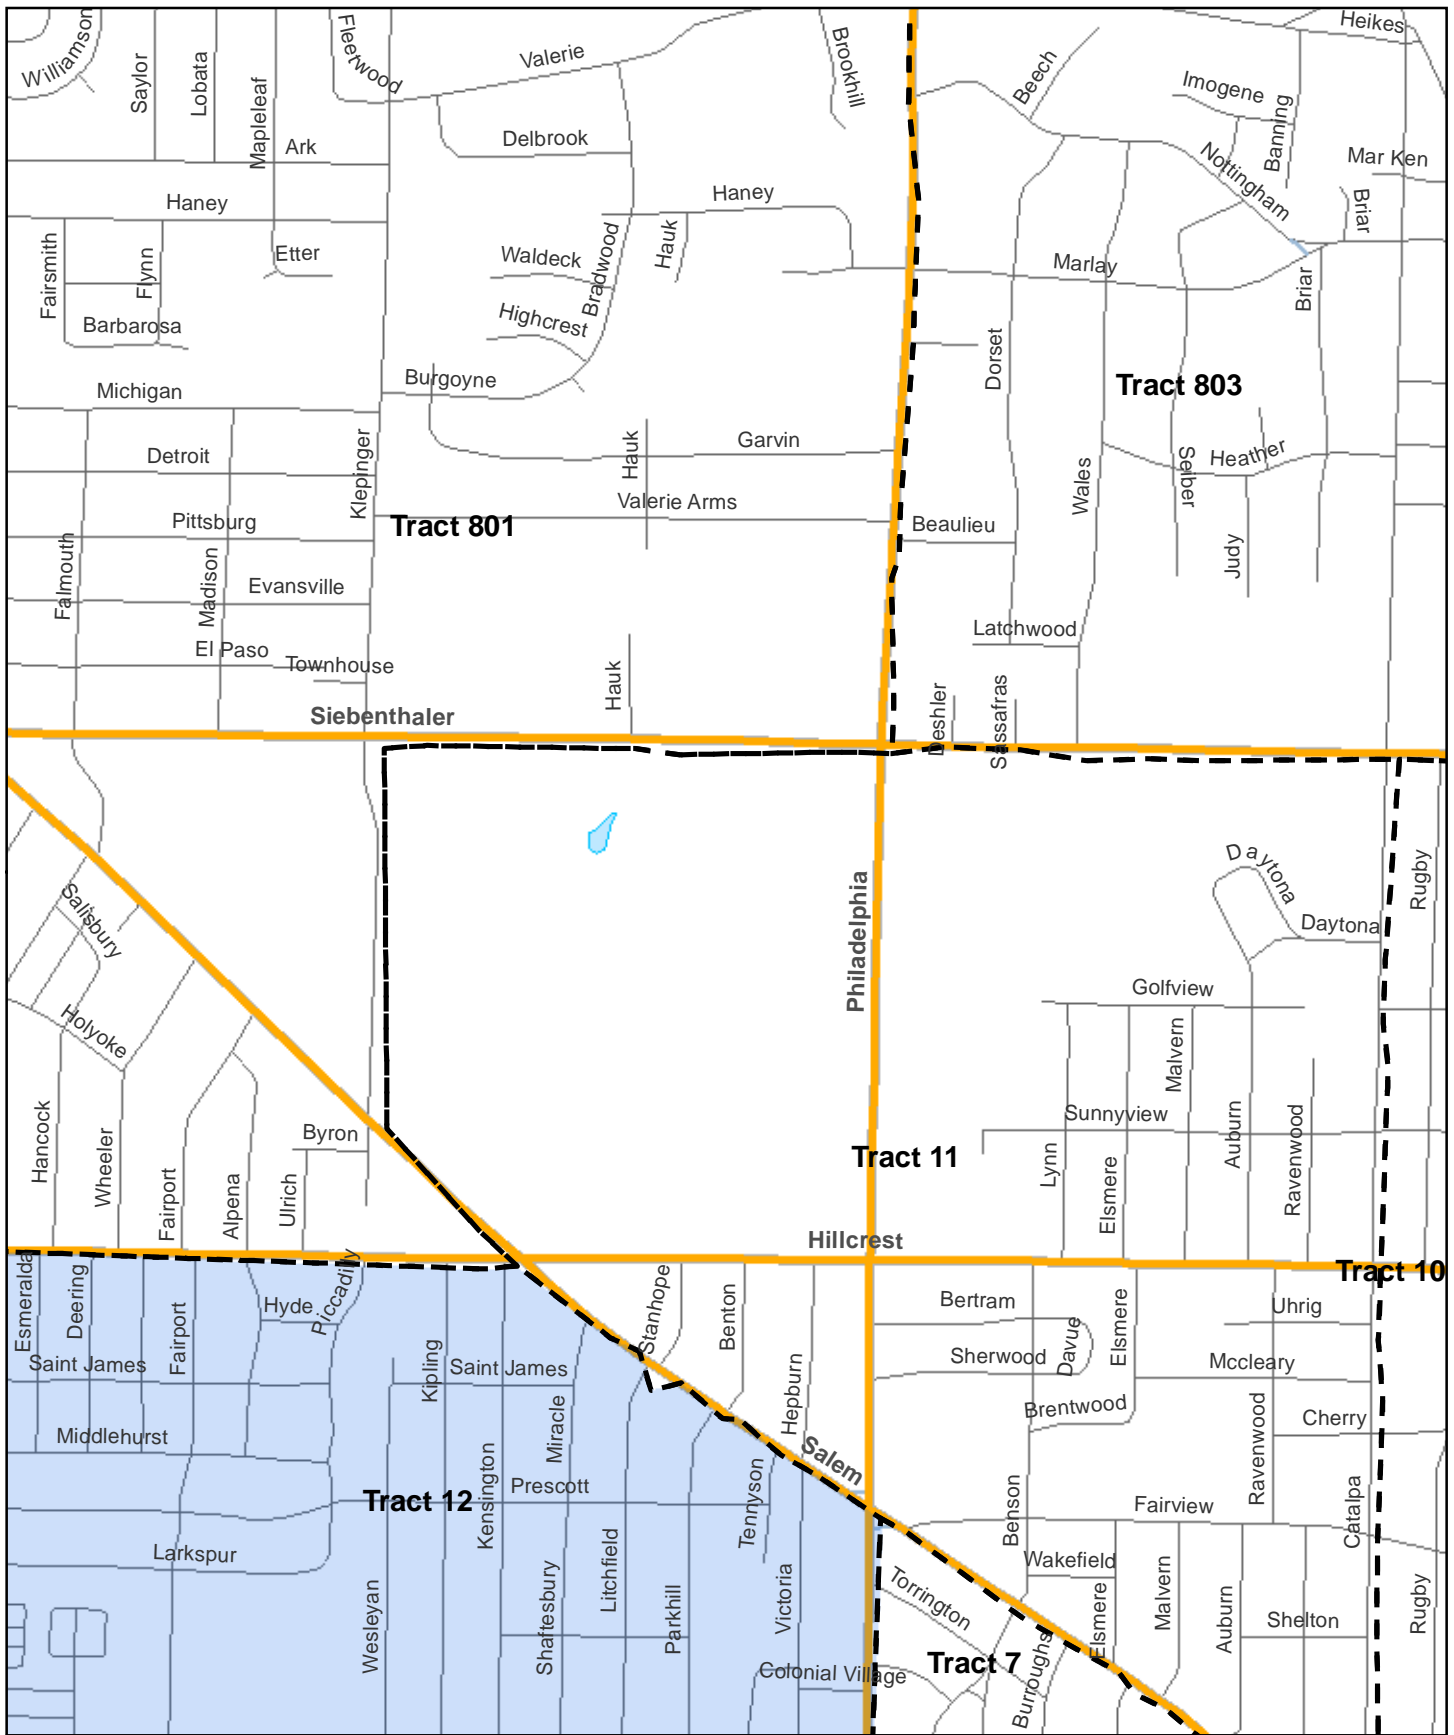 Williamson
Saylor
Lobata
Mapleleaf
Fleetwood
Valerie
Brookhill
Beech
Heikes
Imogene
Banning
Ark
Delbrook
Nottingham
Mar Ken
Haney
Haney
Hauk
Bradwood
Briar
Fairsmith
Flynn
Etter
Waldeck
Marlay
Briar
Barbarosa
Highcrest
Dorset
Michigan
Burgoyne
Tract 803
Detroit
Klepinger
Hauk
Garvin
Wales
Seiber
Heather
Pittsburg
Tract 801
Valerie Arms
Beaulieu
Judy
Falmouth
Madison
Evansville
El Paso
Townhouse
Hauk
Latchwood
Siebenthaler
Deshler
Sassafras
Daytona
Rugby
Salisbury
Philadelphia
Daytona
Holyoke
Golfview
Malvern
Hancock
Wheeler
Fairport
Alpena
Ulrich
Byron
Sunnyview
Tract 11
Lynn
Elsmere
Auburn
Ravenwood
Hillcrest
Tract 10
Esmeralda
Deering
Fairport
Hyde
Piccadilly
Stanhope
Benton
Bertram
Davue
Elsmere
Uhrig
Saint James
Kipling
Saint James
Hepburn
Sherwood
Mccleary
Middlehurst
Miracle
Brentwood
Ravenwood
Cherry
Salem
Tract 12
Kensington
Prescott
Tennyson
Benson
Fairview
Catalpa
Larkspur
Wesleyan
Shaftesbury
Litchfield
Parkhill
Victoria
Torrington
Wakefield
Elsmere
Malvern
Auburn
Shelton
Rugby
Colonial Village
Tract 7
Burroughs